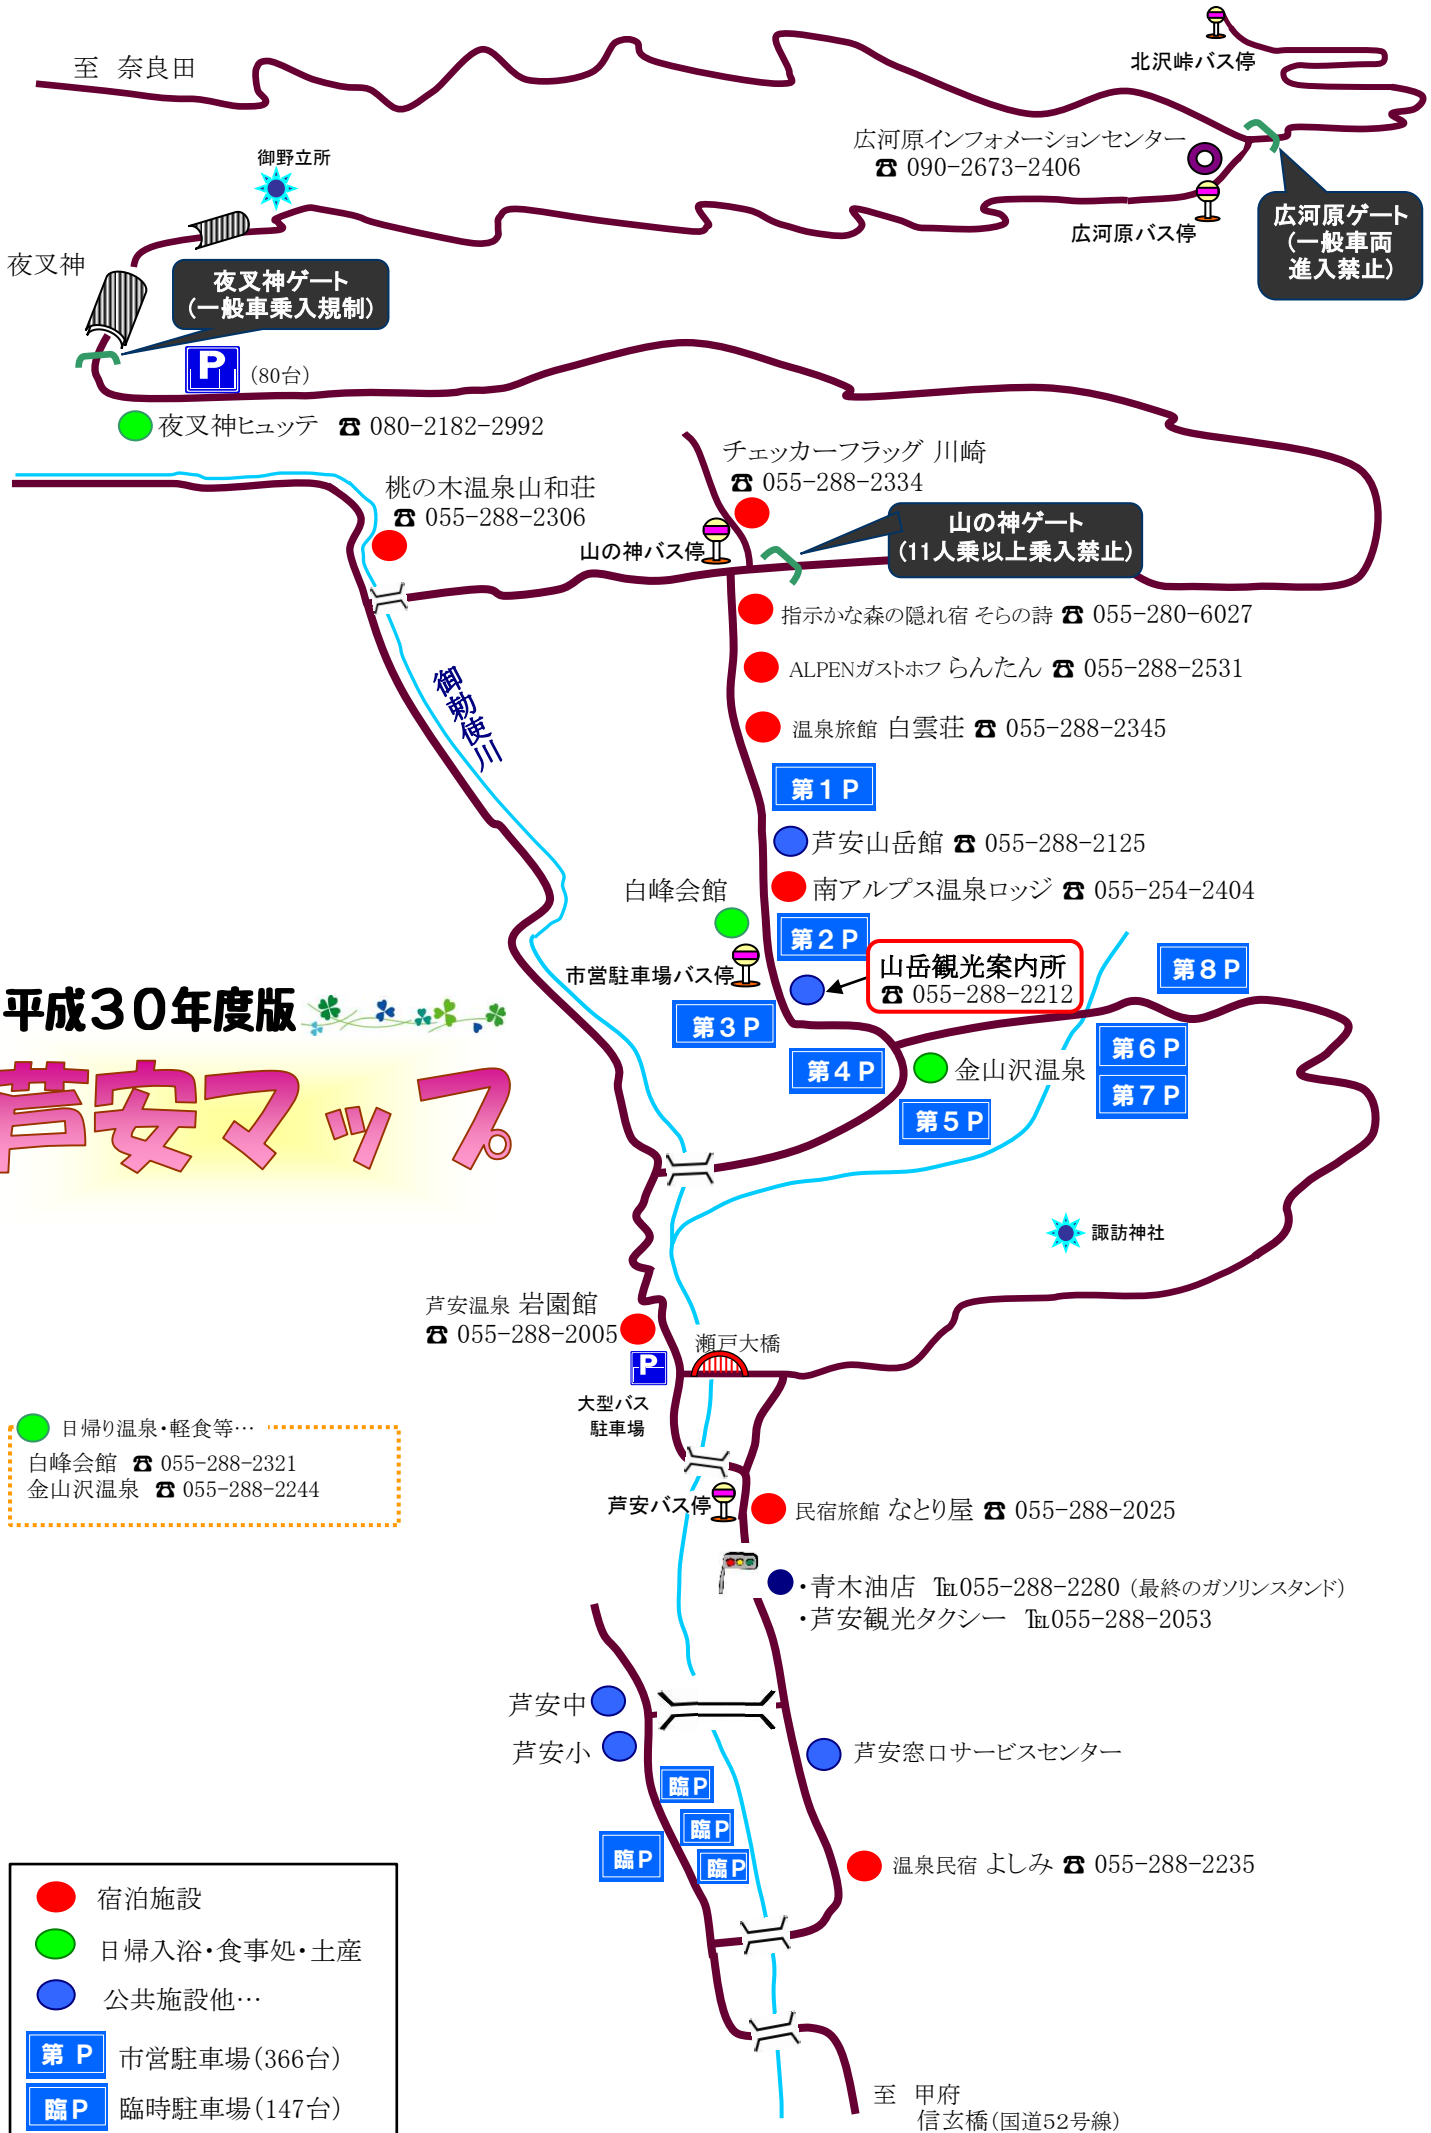 北沢峠バス停
至 奈良田
広河原インフォメーションセンター
☎ 090-2673-2406
御野立所
広河原ゲート
(一般車両
進入禁止)
広河原バス停
夜叉神
夜叉神ゲート
(一般車乗入規制)
P
(80台)
夜叉神ヒュッテ ☎ 080-2182-2992
チェッカーフラッグ 川崎
☎ 055-288-2334
桃の木温泉山和荘
☎ 055-288-2306
山の神ゲート
(11人乗以上乗入禁止)
山の神バス停
指示かな森の隠れ宿 そらの詩 ☎ 055-280-6027
ALPENガストホフ らんたん ☎ 055-288-2531
御勅使川
温泉旅館 白雲荘 ☎ 055-288-2345
第1P
芦安山岳館 ☎ 055-288-2125
白峰会館
南アルプス温泉ロッジ ☎ 055-254-2404
第2P
山岳観光案内所
☎ 055-288-2212
第8P
市営駐車場バス停
平成30年度版
第3P
第6P
第4P
金山沢温泉
第7P
第5P
芦安マップ
諏訪神社
芦安温泉 岩園館
☎ 055-288-2005
瀬戸大橋
P
大型バス
駐車場
日帰り温泉・軽食等…
白峰会館 ☎ 055-288-2321
金山沢温泉 ☎ 055-288-2244
芦安バス停
民宿旅館 なとり屋 ☎ 055-288-2025
・青木油店 ℡055-288-2280 (最終のガソリンスタンド)
・芦安観光タクシー ℡055-288-2053
芦安中
芦安小
芦安窓口サービスセンター
臨P
臨P
臨P
臨P
温泉民宿 よしみ ☎ 055-288-2235
宿泊施設
日帰入浴・食事処・土産
公共施設他…
第 P 市営駐車場(366台)
臨P 臨時駐車場(147台)
至 甲府
信玄橋(国道52号線)